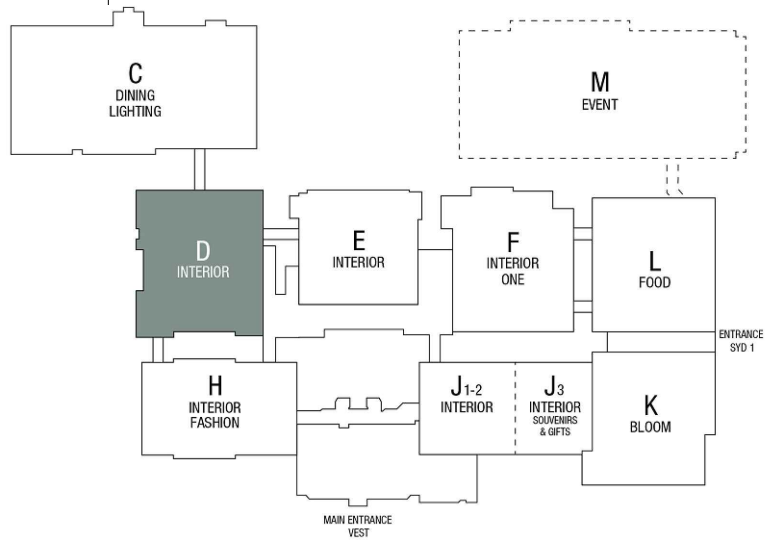 C
DINING
LIGHTING
M
EVENT
D
INTERIOR
E
INTERIOR
F
INTERIOR
ONE
L
FOOD
ENTRANCE
SYD 1
H
INTERIOR
FASHION
J1-2
INTERIOR
J3
INTERIOR
SOUVENIRS
& GIFTS
K
BLOOM
MAIN ENTRANCE
VEST